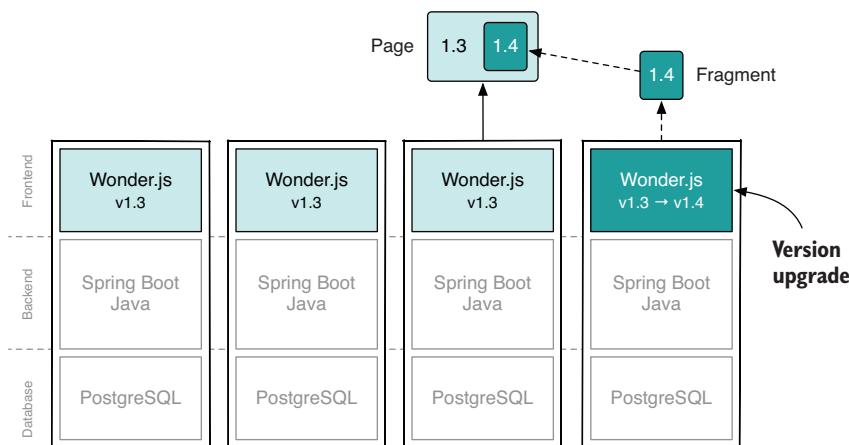 Page
1.3
1.4
1.4
Fragment
Frontend
Wonder.js
v1.3
Wonder.js
v1.3
Wonder.js
v1.3
Wonder.js
v1.3 → v1.4
Version
upgrade
Backend
Spring Boot
Java
Spring Boot
Java
Spring Boot
Java
Spring Boot
Java
Database
PostgreSQL
PostgreSQL
PostgreSQL
PostgreSQL